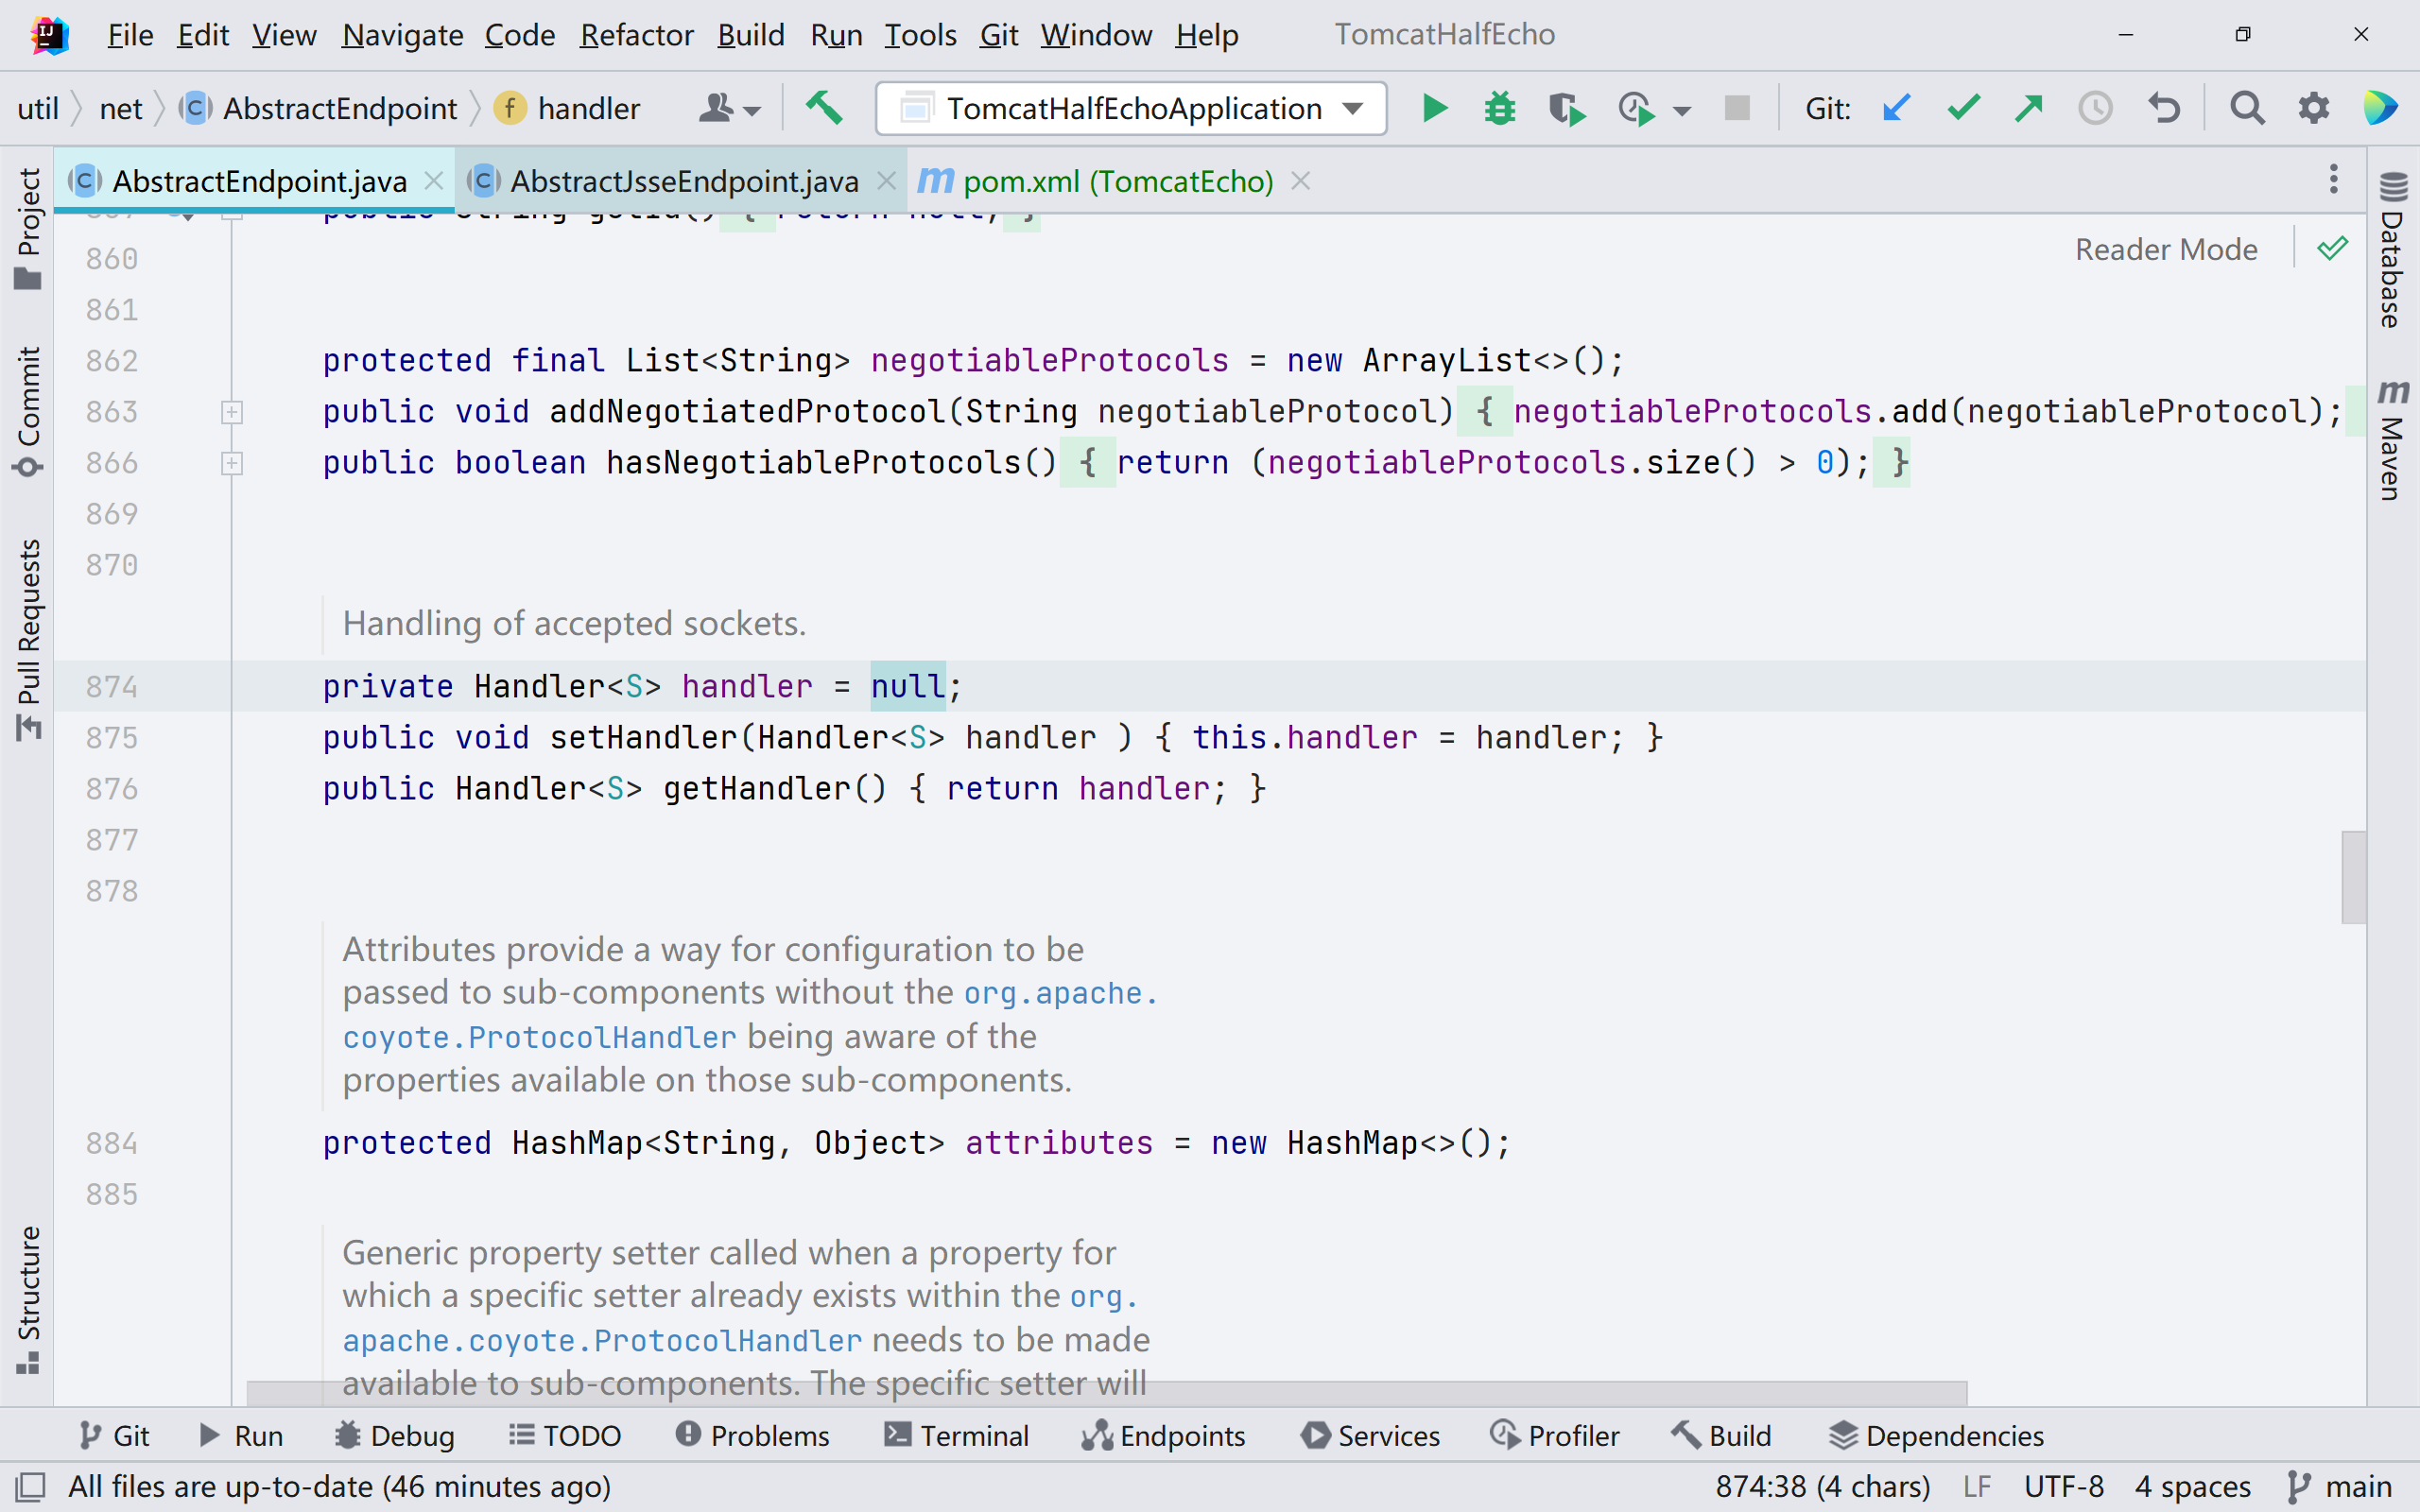 File Edit View Navigate Code Refactor Build Run Tools Git Window Help TomcatHalfEcho
util net AbstractEndpoint handler TomcatHalfEchoApplication Git:
AbstractEndpoint.java AbstractJsseEndpoint.java pom.xml (TomcatEcho)
Project
Commit
Pull Requests
Structure
Database
Maven
Reader Mode
860
861
862 protected final List<String> negotiableProtocols = new ArrayList<>();
863 public void addNegotiatedProtocol(String negotiableProtocol) { negotiableProtocols.add(negotiableProtocol);
866 public boolean hasNegotiableProtocols() { return (negotiableProtocols.size() > 0); }
869
870
Handling of accepted sockets.
874 private Handler<S> handler = null;
875 public void setHandler(Handler<S> handler ) { this.handler = handler; }
876 public Handler<S> getHandler() { return handler; }
877
878
Attributes provide a way for configuration to be
passed to sub-components without the org.apache.
coyote.ProtocolHandler being aware of the
properties available on those sub-components.
884 protected HashMap<String, Object> attributes = new HashMap<>();
885
Generic property setter called when a property for
which a specific setter already exists within the org.
apache.coyote.ProtocolHandler needs to be made
available to sub-components. The specific setter will
Git Run Debug TODO Problems Terminal Endpoints Services Profiler Build Dependencies
All files are up-to-date (46 minutes ago) 874:38 (4 chars) LF UTF-8 4 spaces main